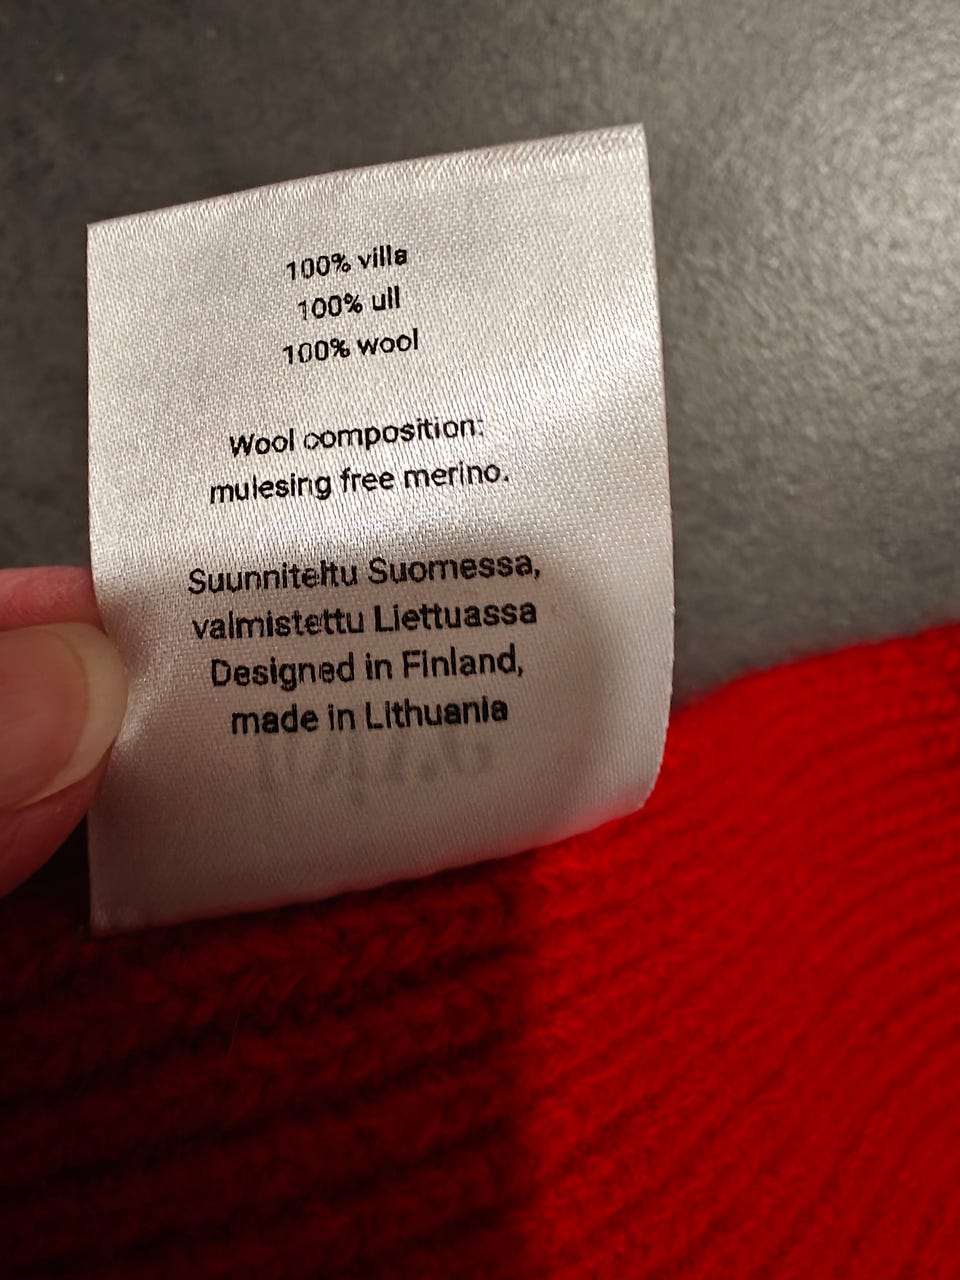 100% villa
100% ull
100% wool
Wool composition:
mulesing free merino.
Suunniteltu Suomessa,
valmistettu Liettuassa
Designed in Finland,
made in Lithuania